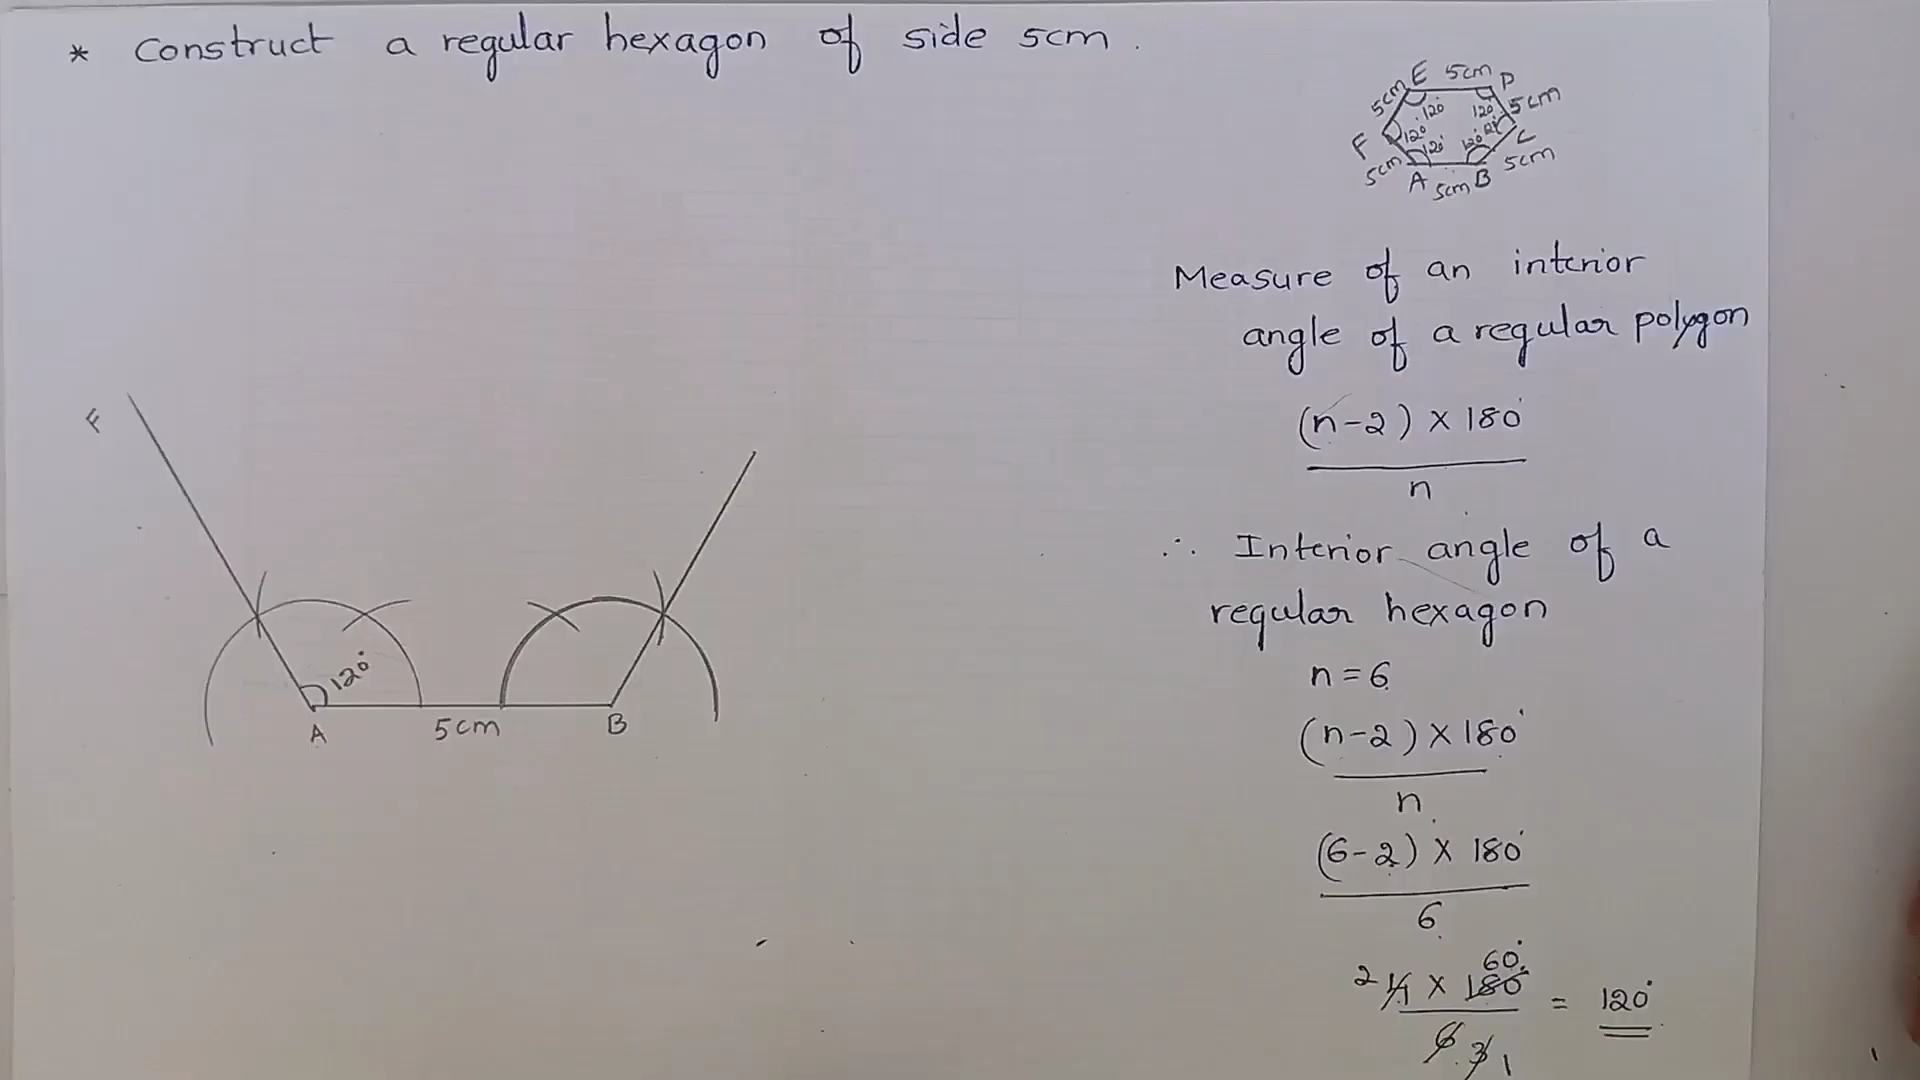 * Construct a regular hexagon of side 5cm.
E 5cm D
5cm 120° 120° 5cm
F 120° 120° C
120° 120°
5cm A 5cm B 5cm
Measure of an interior
angle of a regular polygon
(n-2) × 180°
n
∴ Interior angle of a
regular hexagon
n = 6
(n-2) × 180°
n
(6-2) × 180°
6
2 4 × 180 60° = 120°
6 3 1
F
120°
A 5cm B